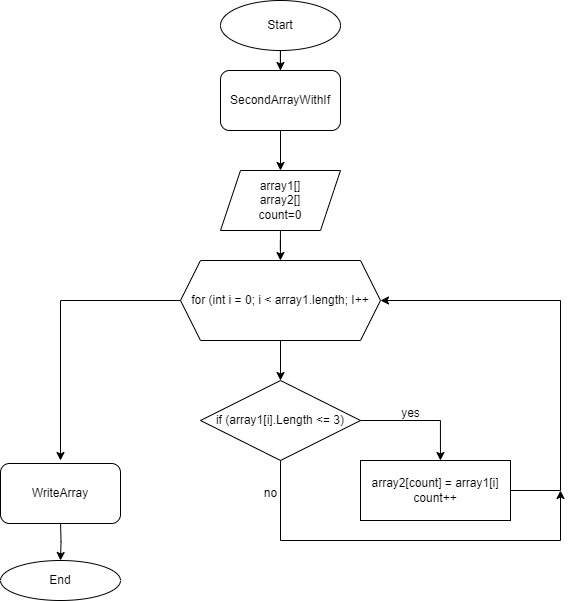 Start
SecondArrayWithIf
array1[]
array2[]
count=0
for (int i = 0; i < array1.length; I++
if (array1[i].Length <= 3)
yes
array2[count] = array1[i]
count++
no
WriteArray
End